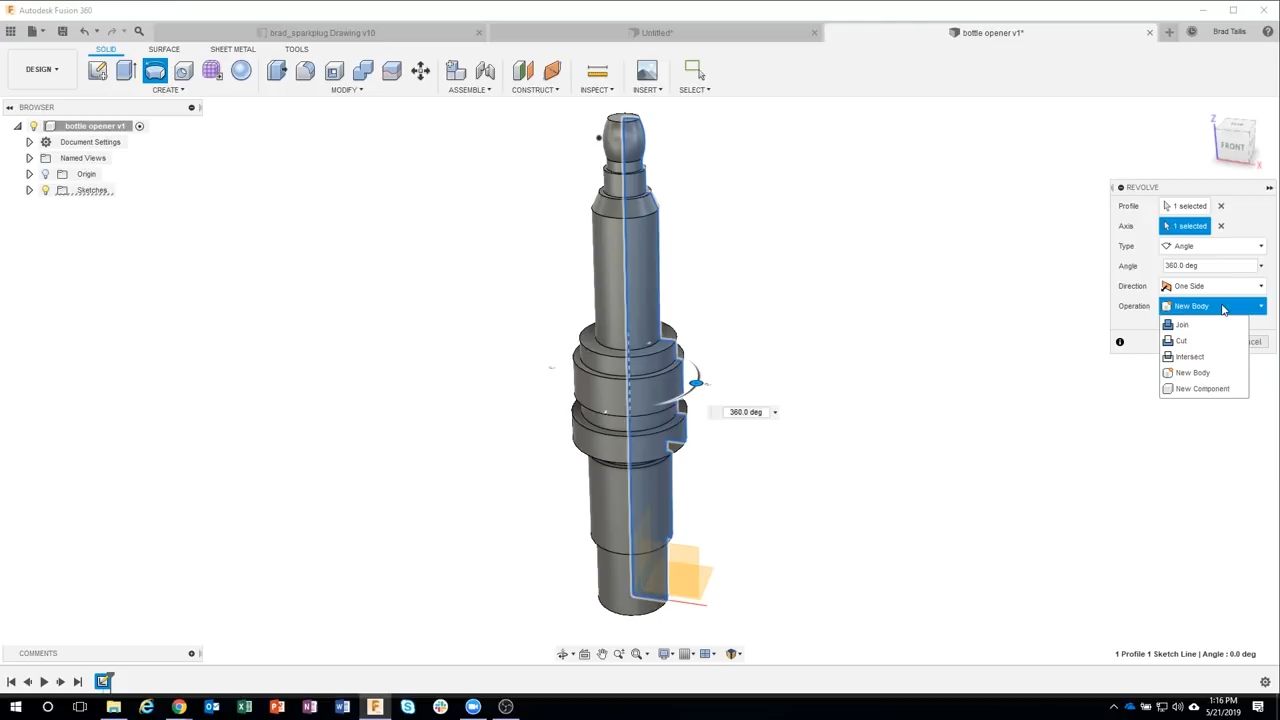 Autodesk Fusion 360
brad_sparkplug Drawing v10
Untitled*
bottle opener v1*
Brad Tallis
DESIGN
SOLID
SURFACE
SHEET METAL
TOOLS
CREATE
MODIFY
ASSEMBLE
CONSTRUCT
INSPECT
INSERT
SELECT
BROWSER
bottle opener v1
Document Settings
Named Views
Origin
Sketches
Z
FRONT
X
REVOLVE
Profile 1 selected
Axis 1 selected
Type Angle
Angle 360.0 deg
Direction One Side
Operation New Body
Join
Cut
Intersect
New Body
New Component
360.0 deg
COMMENTS
1 Profile 1 Sketch Line | Angle : 0.0 deg
1:16 PM
5/21/2019